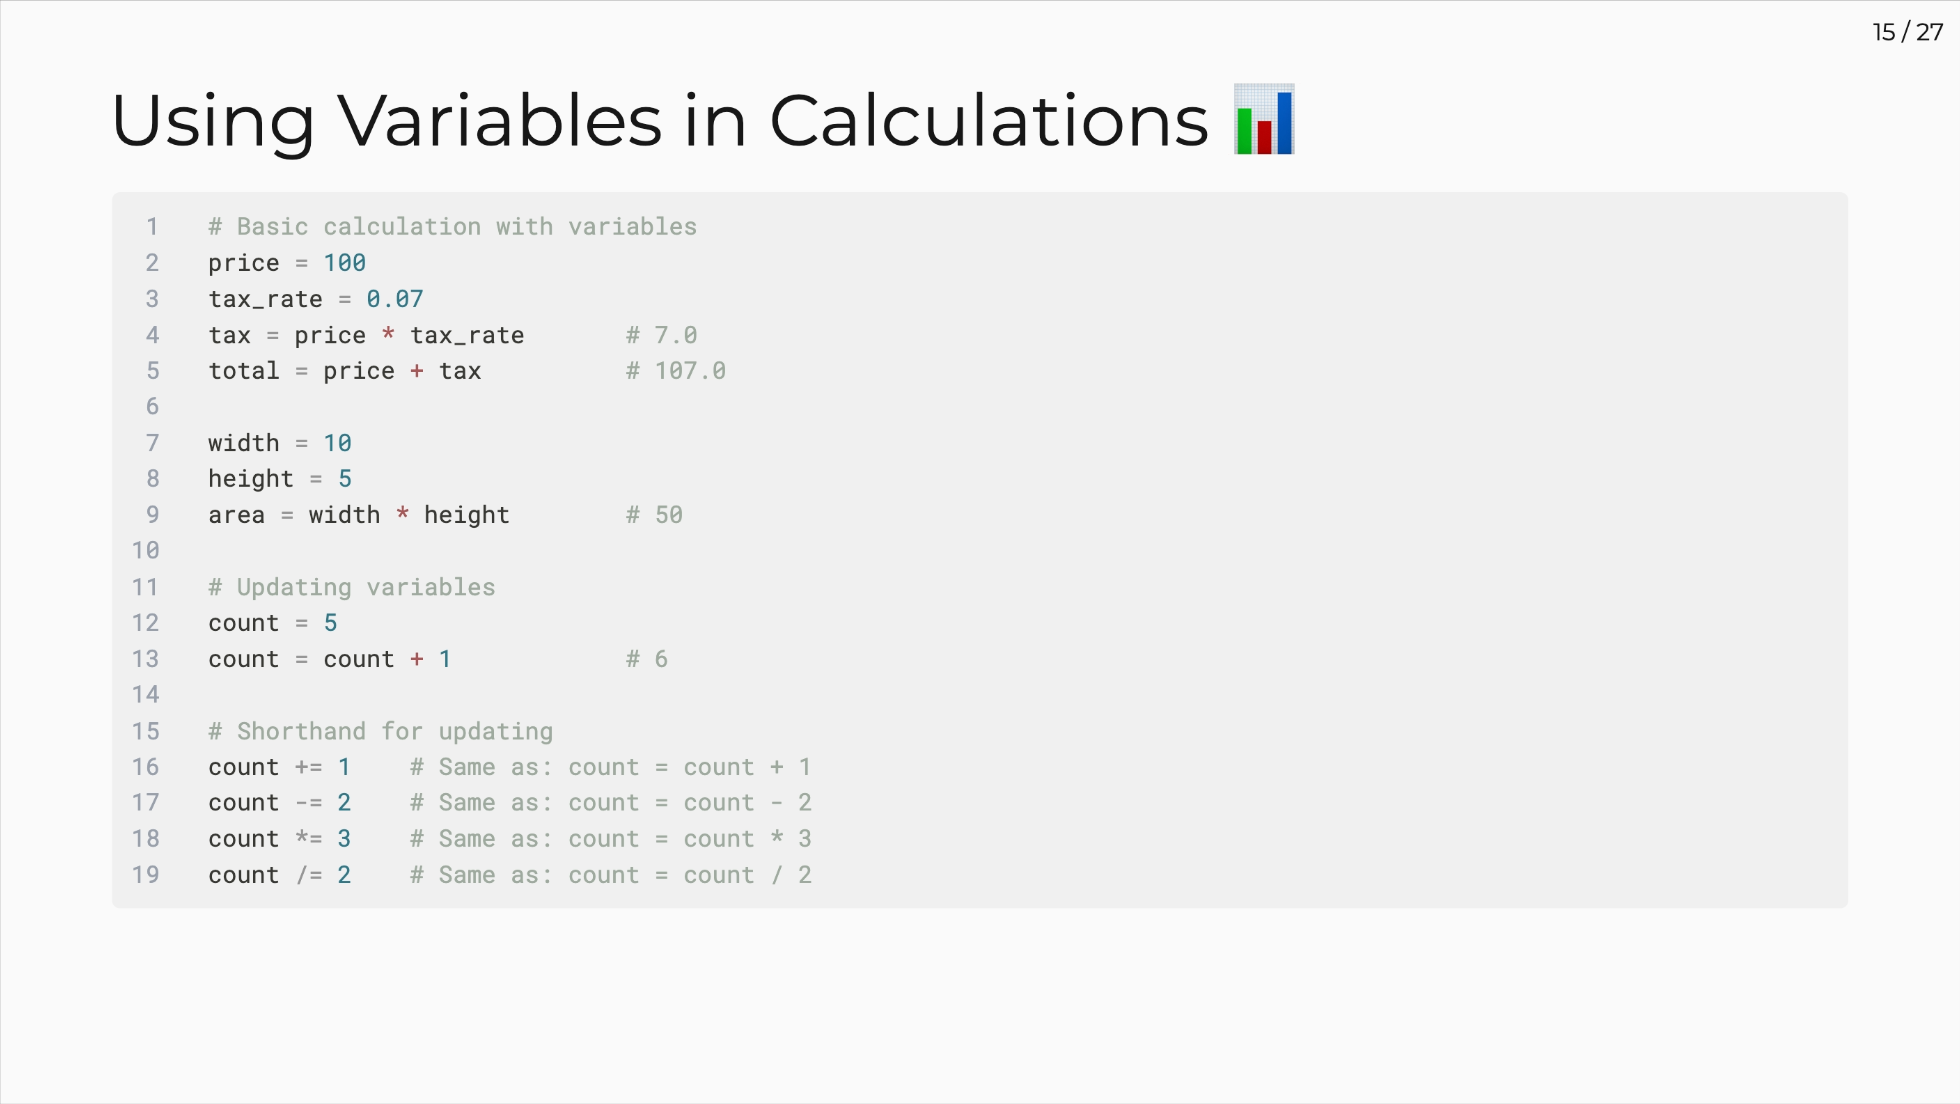 15 / 27
Using Variables in Calculations 📊
1 # Basic calculation with variables
2 price = 100
3 tax_rate = 0.07
4 tax = price * tax_rate       # 7.0
5 total = price + tax          # 107.0
6
7 width = 10
8 height = 5
9 area = width * height        # 50
10
11 # Updating variables
12 count = 5
13 count = count + 1            # 6
14
15 # Shorthand for updating
16 count += 1    # Same as: count = count + 1
17 count -= 2    # Same as: count = count - 2
18 count *= 3    # Same as: count = count * 3
19 count /= 2    # Same as: count = count / 2